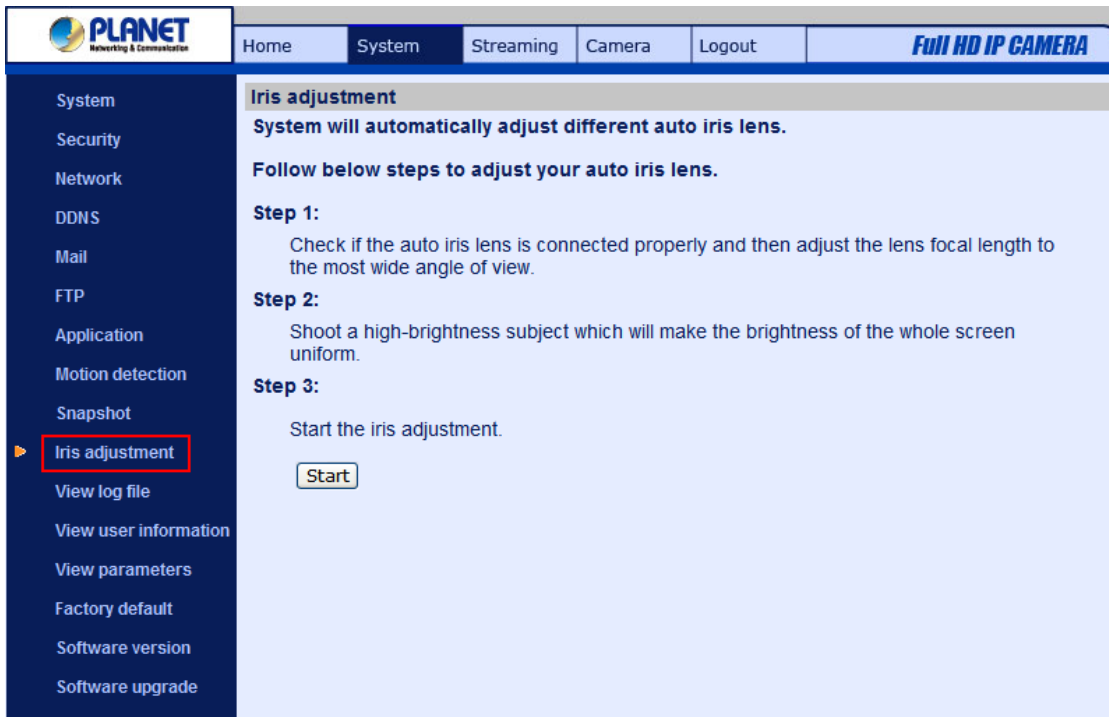 PLANET
Networking & Communication
Home System Streaming Camera Logout Full HD IP CAMERA
System
Security
Network
DDNS
Mail
FTP
Application
Motion detection
Snapshot
Iris adjustment
View log file
View user information
View parameters
Factory default
Software version
Software upgrade
Iris adjustment
System will automatically adjust different auto iris lens.
Follow below steps to adjust your auto iris lens.
Step 1:
Check if the auto iris lens is connected properly and then adjust the lens focal length to
the most wide angle of view.
Step 2:
Shoot a high-brightness subject which will make the brightness of the whole screen
uniform.
Step 3:
Start the iris adjustment.
Start